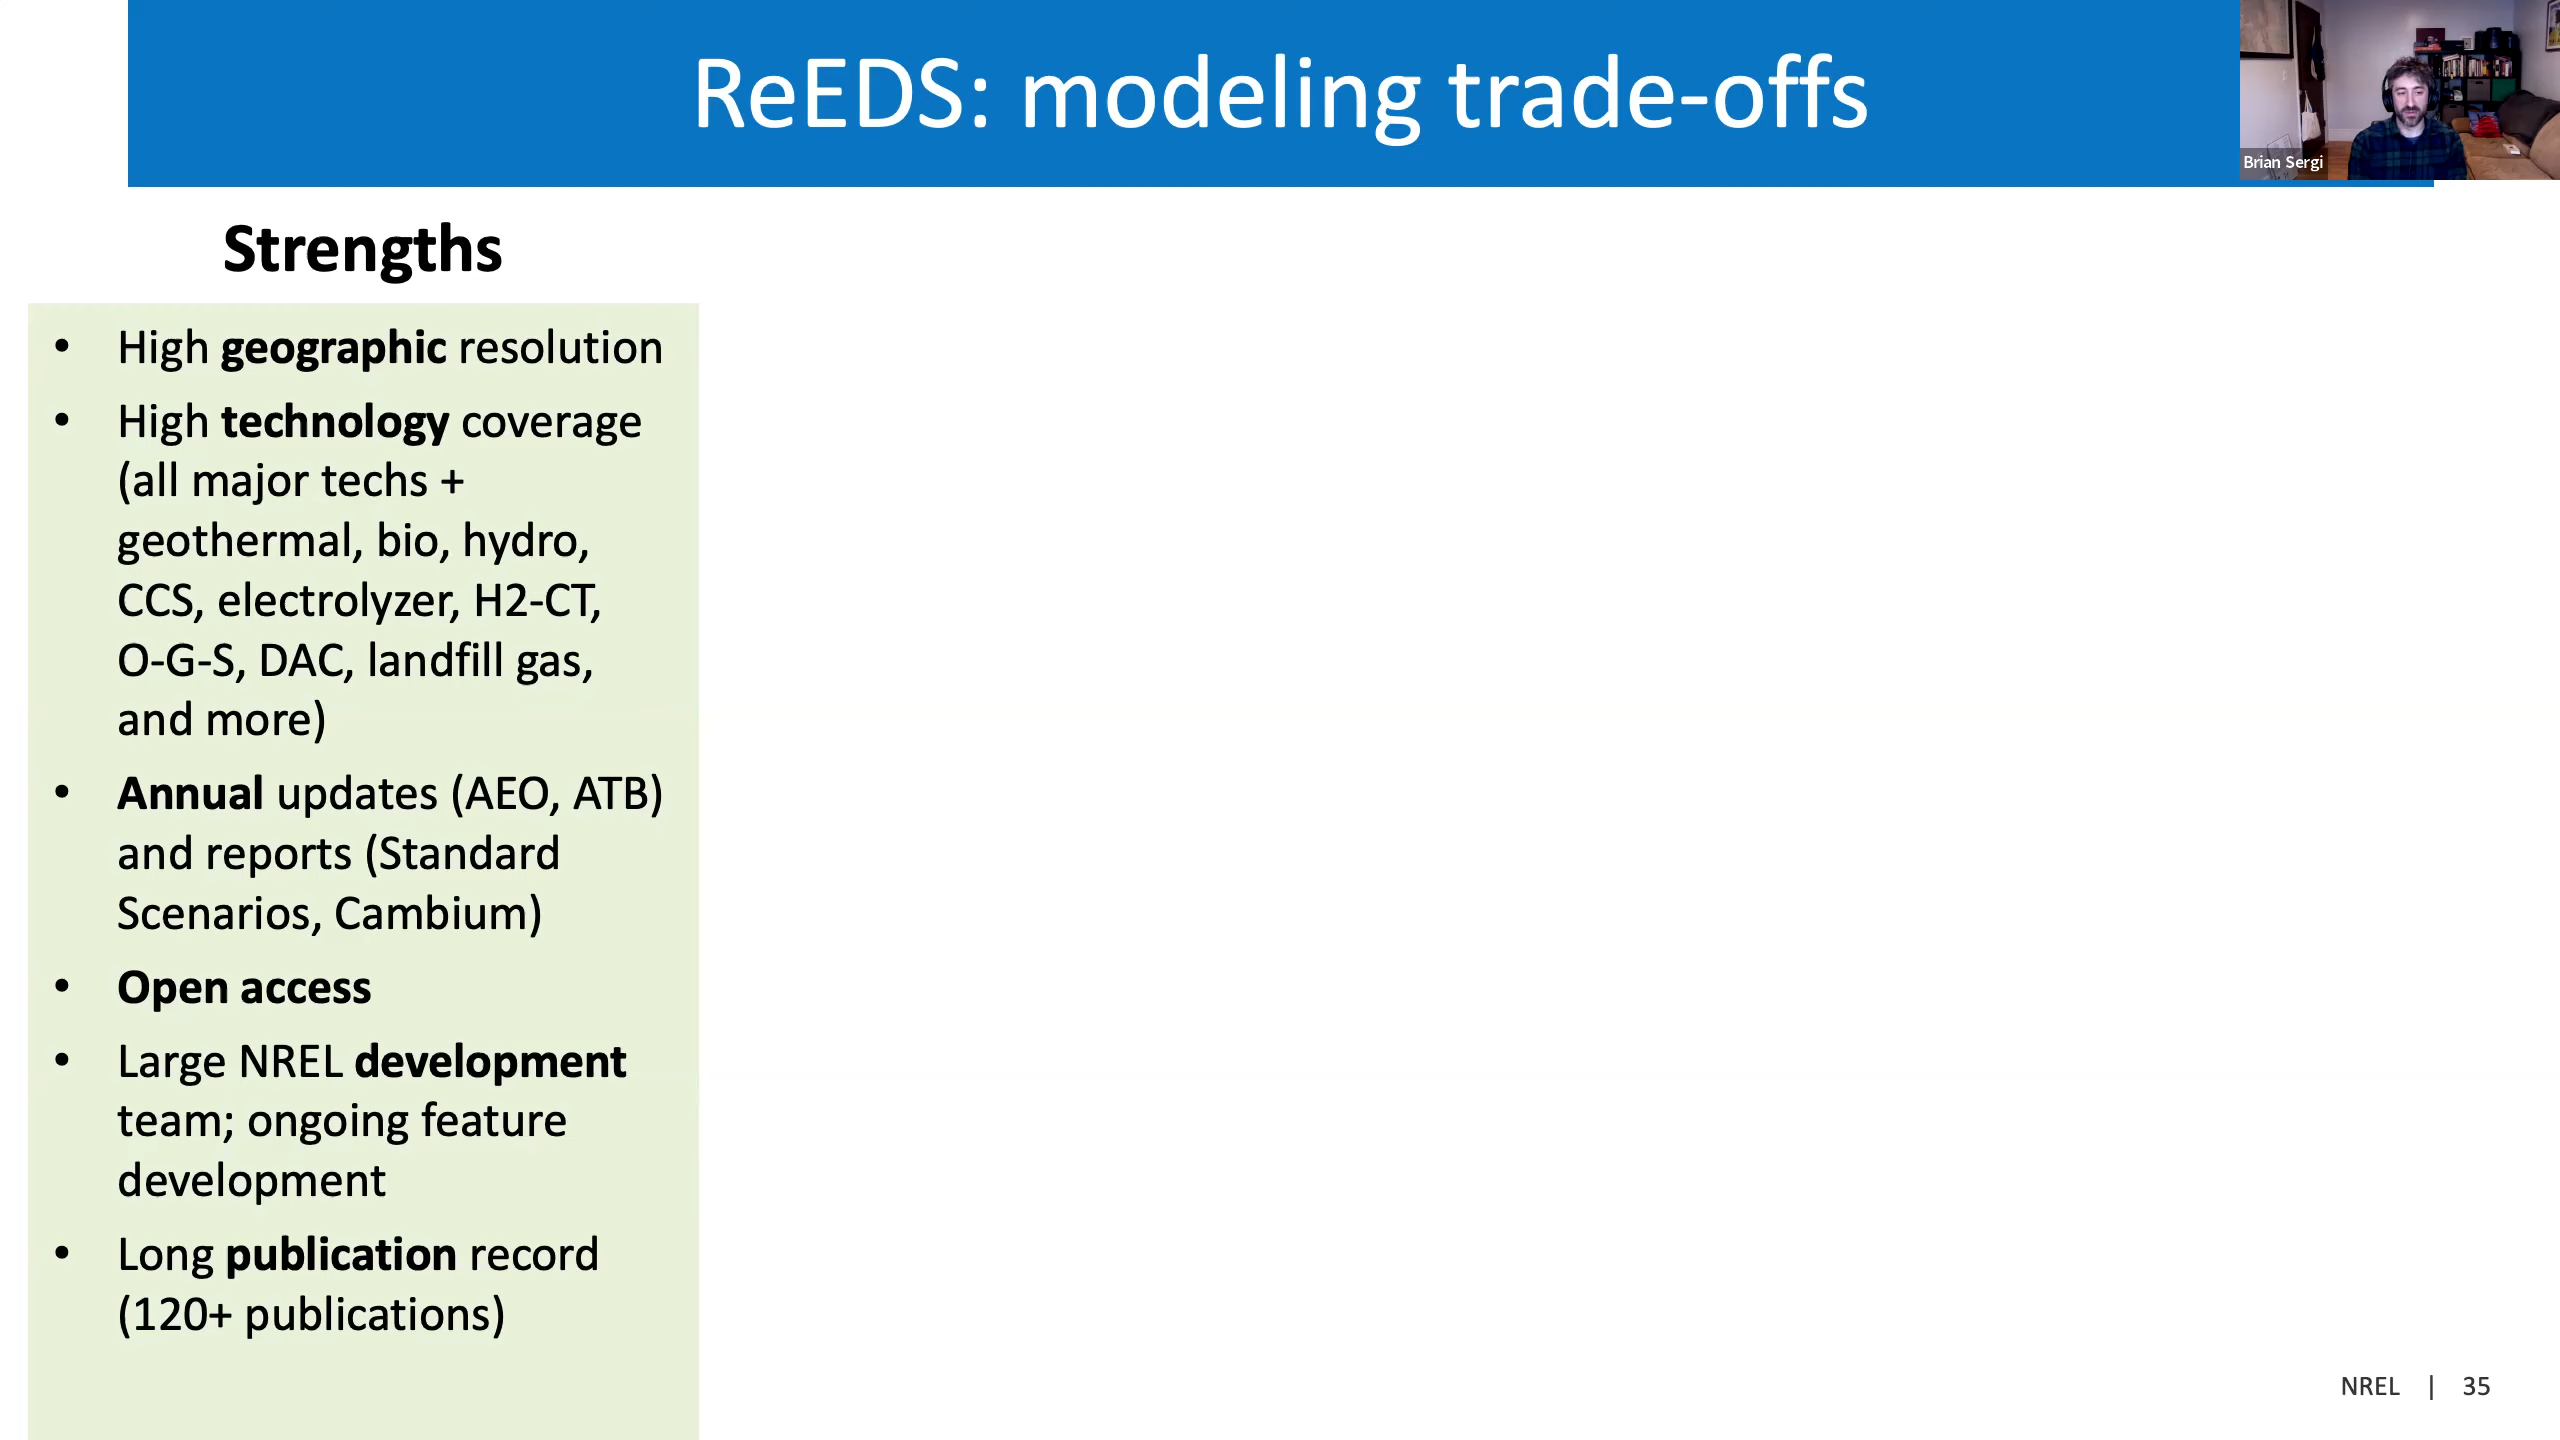 ReEDS: modeling trade-offs
Brian Sergi
Strengths
• High geographic resolution
• High technology coverage
(all major techs +
geothermal, bio, hydro,
CCS, electrolyzer, H2-CT,
O-G-S, DAC, landfill gas,
and more)
• Annual updates (AEO, ATB)
and reports (Standard
Scenarios, Cambium)
• Open access
• Large NREL development
team; ongoing feature
development
• Long publication record
(120+ publications)
NREL | 35